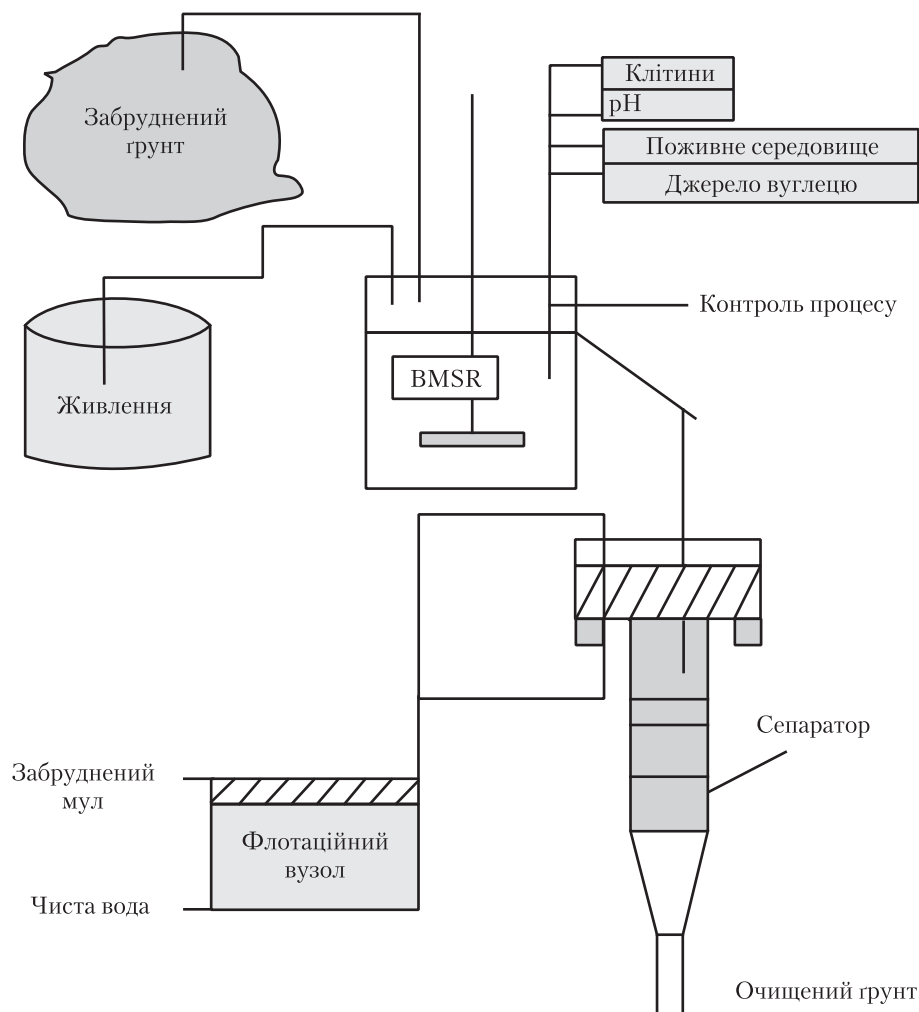 Клітини
pH
Забруднений
ґрунт
Поживне середовище
Джерело вуглецю
Контроль процесу
BMSR
Живлення
Сепаратор
Забруднений
мул
Флотаційний
вузол
Чиста вода
Очищений ґрунт